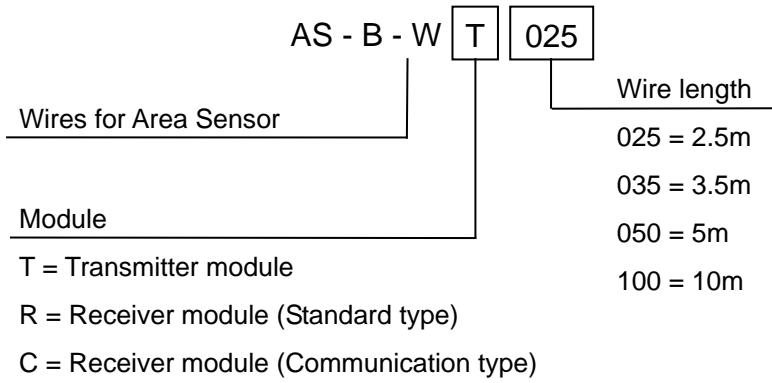 AS - B - W T 025
Wires for Area Sensor
Module
T = Transmitter module
R = Receiver module (Standard type)
C = Receiver module (Communication type)
Wire length
025 = 2.5m
035 = 3.5m
050 = 5m
100 = 10m